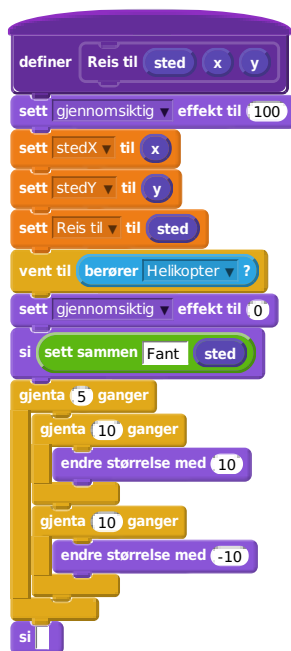 definer Reis til sted x y
sett gjennomsiktig effekt til 100
sett stedX til x
sett stedY til y
sett Reis til til sted
vent til berører Helikopter ?
sett gjennomsiktig effekt til 0
si sett sammen Fant sted
gjenta 5 ganger
gjenta 10 ganger
endre størrelse med 10
gjenta 10 ganger
endre størrelse med -10
si